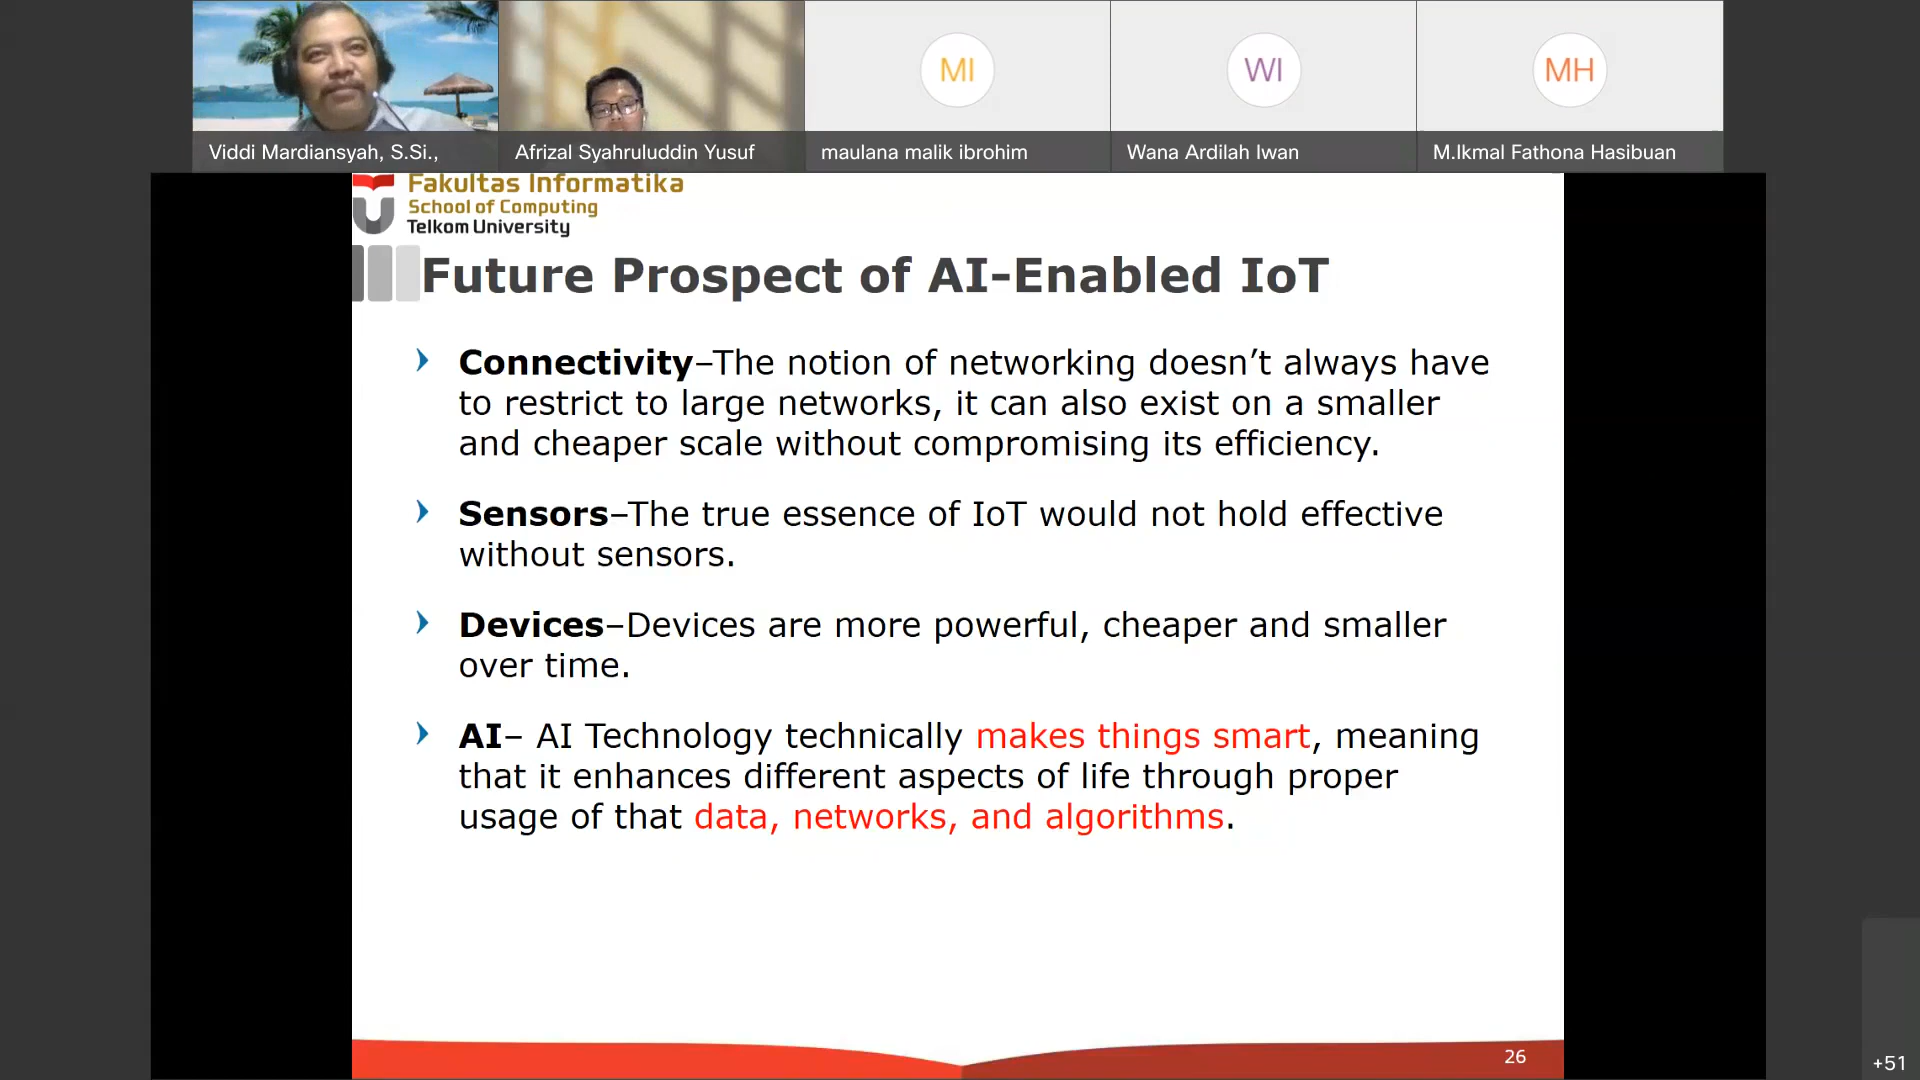 MI
WI
MH
Viddi Mardiansyah, S.Si.,
Afrizal Syahruluddin Yusuf
maulana malik ibrohim
Wana Ardilah Iwan
M.Ikmal Fathona Hasibuan
Fakultas Informatika
School of Computing
Telkom University
Future Prospect of AI-Enabled IoT
Connectivity–The notion of networking doesn’t always have
to restrict to large networks, it can also exist on a smaller
and cheaper scale without compromising its efficiency.
Sensors–The true essence of IoT would not hold effective
without sensors.
Devices–Devices are more powerful, cheaper and smaller
over time.
AI– AI Technology technically makes things smart, meaning
that it enhances different aspects of life through proper
usage of that data, networks, and algorithms.
26
+51